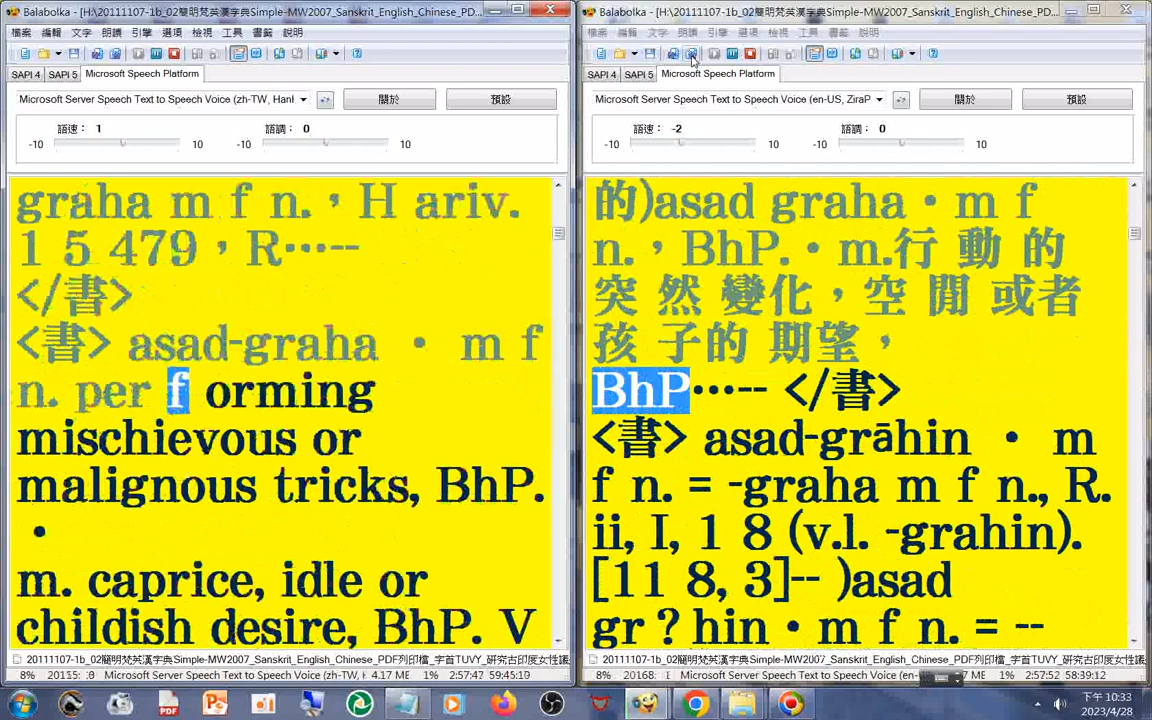 Balabolka - [H:\20111107-1b_02簡明梵英漢字典Simple-MW2007_Sanskrit_English_Chinese_PD...
檔案 編輯 文字 朗讀 引擎 選項 檢視 工具 書籤 說明
SAPI 4 SAPI 5 Microsoft Speech Platform
Microsoft Server Speech Text to Speech Voice (zh-TW, Hanl
關於
預設
語速： 1
語調： 0
-10 10 -10 10
graha m f n.，H ariv.
1 5 479，R…--
</書>
<書> asad-graha • m f
n. per f orming
mischievous or
malignous tricks, BhP.
•
m. caprice, idle or
childish desire, BhP. V
20111107-1b_02簡明梵英漢字典Simple-MW2007_Sanskrit_English_Chinese_PDF列印檔_字首TUVY_研究古印度女性議
8% 4.17 MB 1% 2:57:47 59:45:10
Microsoft Server Speech Text to Speech Voice (zh-TW, H
Balabolka - [H:\20111107-1b_02簡明梵英漢字典Simple-MW2007_Sanskrit_English_Chinese_PD...
檔案 編輯 文字 朗讀 引擎 選項 檢視 工具 書籤 說明
SAPI 4 SAPI 5 Microsoft Speech Platform
Microsoft Server Speech Text to Speech Voice (en-US, ZiraP
關於
預設
語速： -2
語調： 0
-10 10 -10 10
的)asad graha • m f
n.，BhP. • m.行 動 的
突 然 變化，空 閒 或者
孩 子的 期望，
BhP…-- </書>
<書> asad-grāhin • m
f n. = -graha m f n., R.
ii, I, 1 8 (v.l. -grahin).
[11 8, 3]-- )asad
gr？hin • m f n. = --
20111107-1b_02簡明梵英漢字典Simple-MW2007_Sanskrit_English_Chinese_PDF列印檔_字首TUVY_研究古印度女性議
8% 4.17 MB 1% 2:57:52 58:39:12
Microsoft Server Speech Text to Speech Voice
下午 10:33
2023/4/28